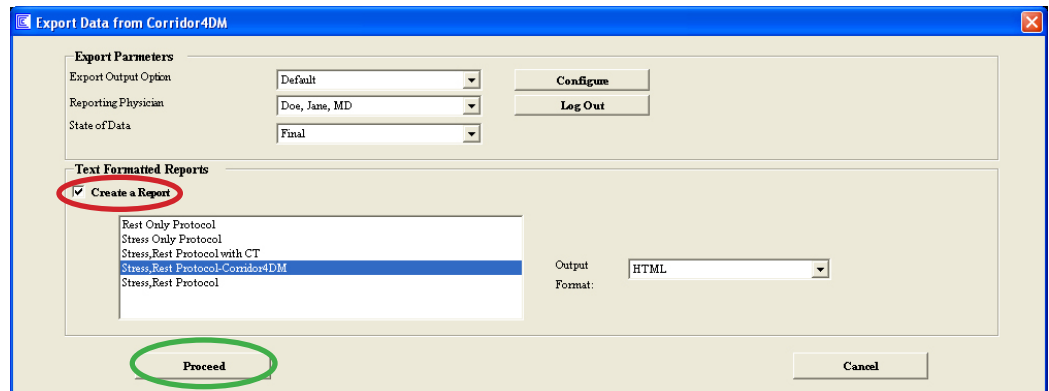 Export Data from Corridor4DM
Export Parmeters
Export Output Option
Default
Configure
Reporting Physician
Doe, Jane, MD
Log Out
State of Data
Final
Text Formatted Reports
Create a Report
Rest Only Protocol
Stress Only Protocol
Stress,Rest Protocol with CT
Stress,Rest Protocol-Corridor4DM
Stress,Rest Protocol
Output
Format:
HTML
Proceed
Cancel